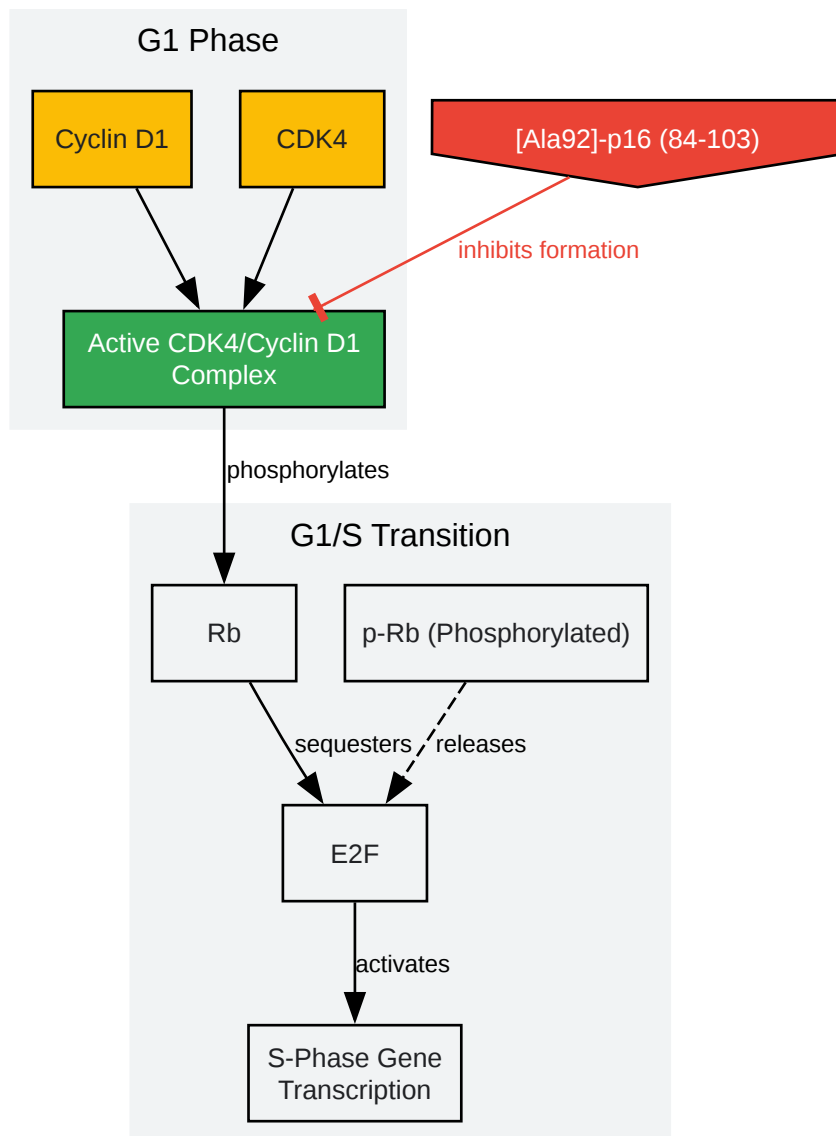 G1 Phase
Cyclin D1
CDK4
[Ala92]-p16 (84-103)
inhibits formation
Active CDK4/Cyclin D1
Complex
phosphorylates
G1/S Transition
Rb
p-Rb (Phosphorylated)
sequesters
releases
E2F
activates
S-Phase Gene
Transcription